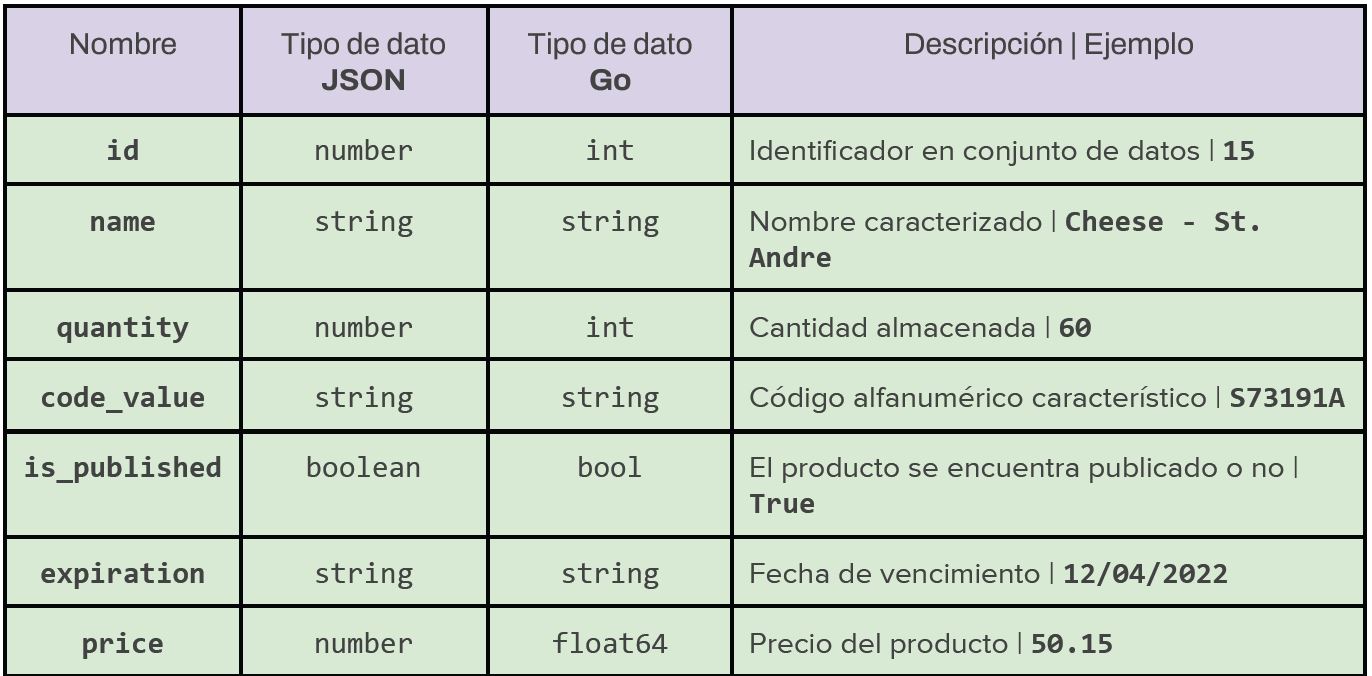 Nombre
Tipo de dato
JSON
Tipo de dato
Go
Descripción | Ejemplo
id
number
int
Identificador en conjunto de datos | 15
name
string
string
Nombre caracterizado | Cheese - St.
Andre
quantity
number
int
Cantidad almacenada | 60
code_value
string
string
Código alfanumérico característico | S73191A
is_published
boolean
bool
El producto se encuentra publicado o no |
True
expiration
string
string
Fecha de vencimiento | 12/04/2022
price
number
float64
Precio del producto | 50.15